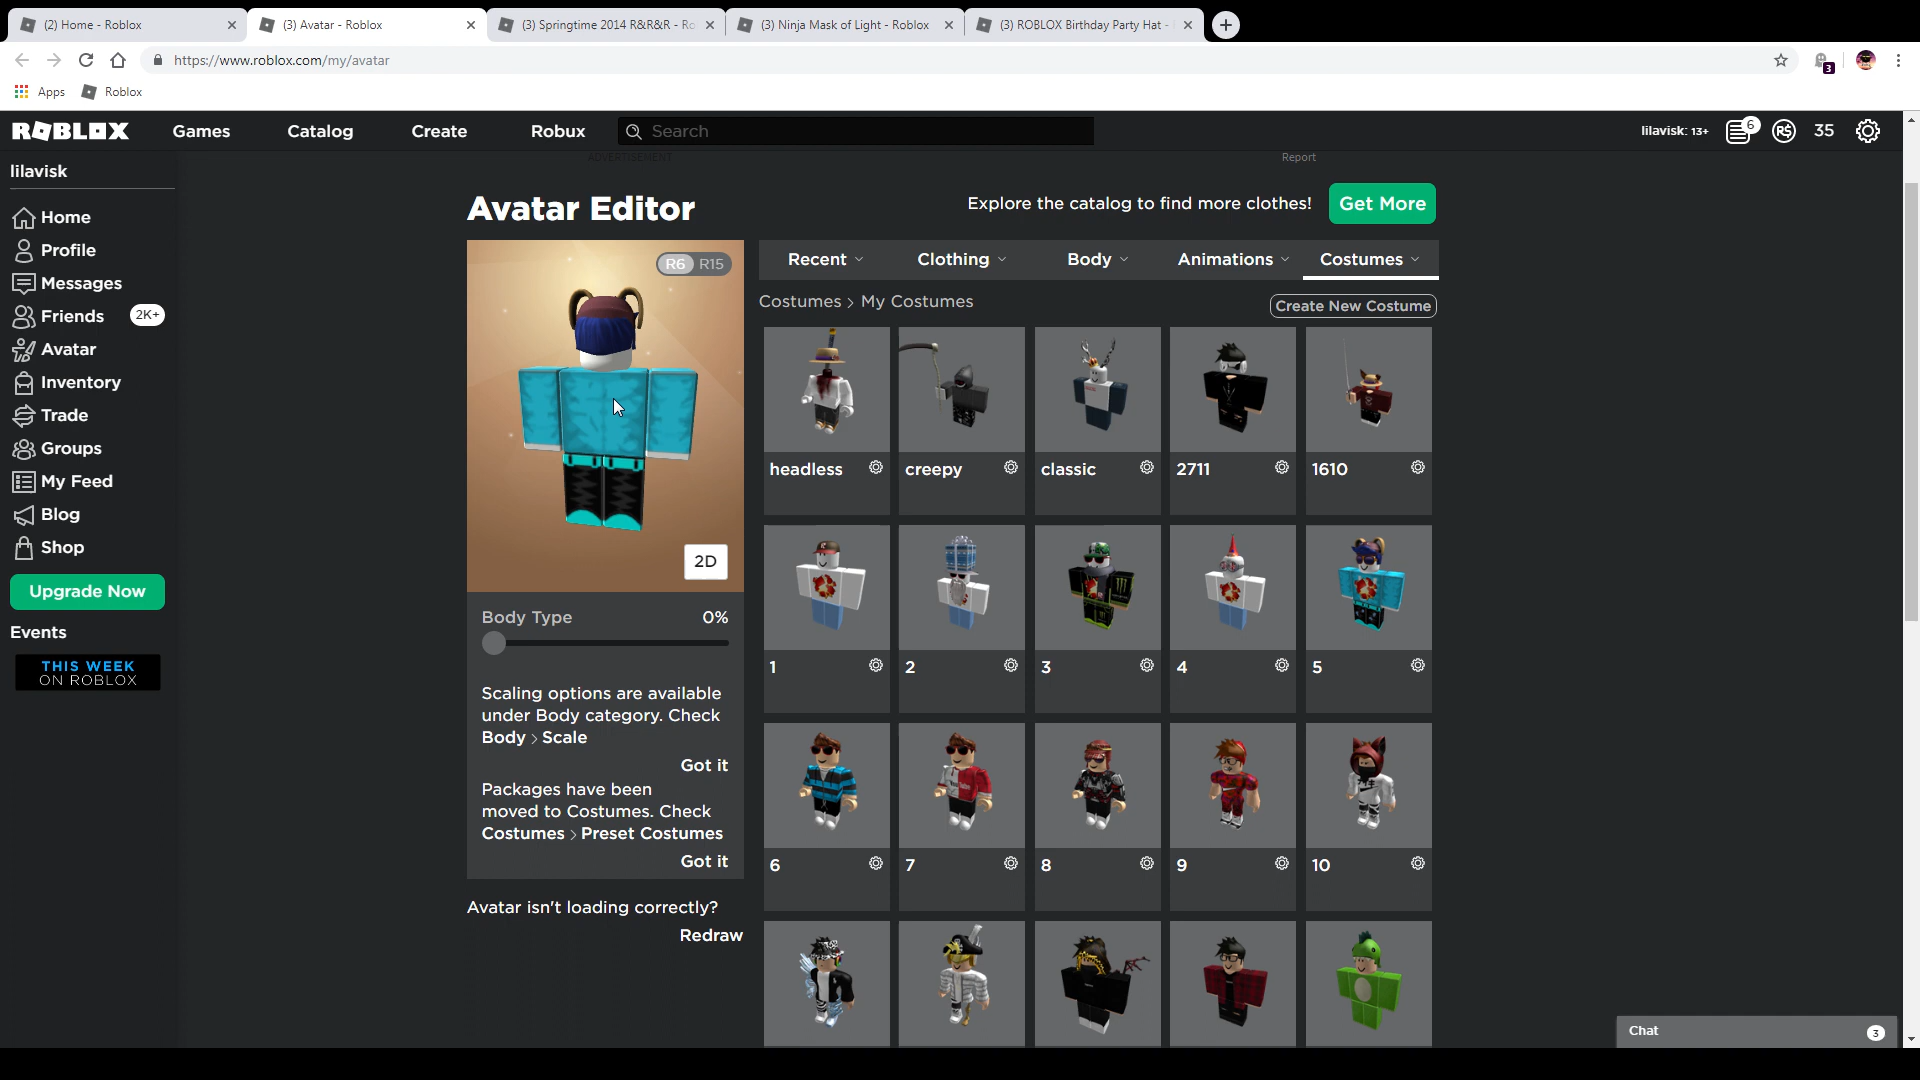 (2) Home - Roblox
(3) Avatar - Roblox
(3) Springtime 2014 R&R&R - Ro
(3) Ninja Mask of Light - Roblox
(3) ROBLOX Birthday Party Hat -
https://www.roblox.com/my/avatar
3
Apps
Roblox
ROBLOX
Games
Catalog
Create
Robux
Search
lilavisk: 13+
6
R$
35
ADVERTISEMENT
Report
lilavisk
Home
Profile
Messages
Friends 2K+
Avatar
Inventory
Trade
Groups
My Feed
Blog
Shop
Upgrade Now
Events
THIS WEEK
ON ROBLOX
Avatar Editor
Explore the catalog to find more clothes!
Get More
R6 R15
2D
Body Type 0%
Scaling options are available
under Body category. Check
Body > Scale
Got it
Packages have been
moved to Costumes. Check
Costumes > Preset Costumes
Got it
Avatar isn't loading correctly?
Redraw
Recent
Clothing
Body
Animations
Costumes
Costumes > My Costumes
Create New Costume
headless
creepy
classic
2711
1610
1
2
3
4
5
6
7
8
9
10
Chat 3